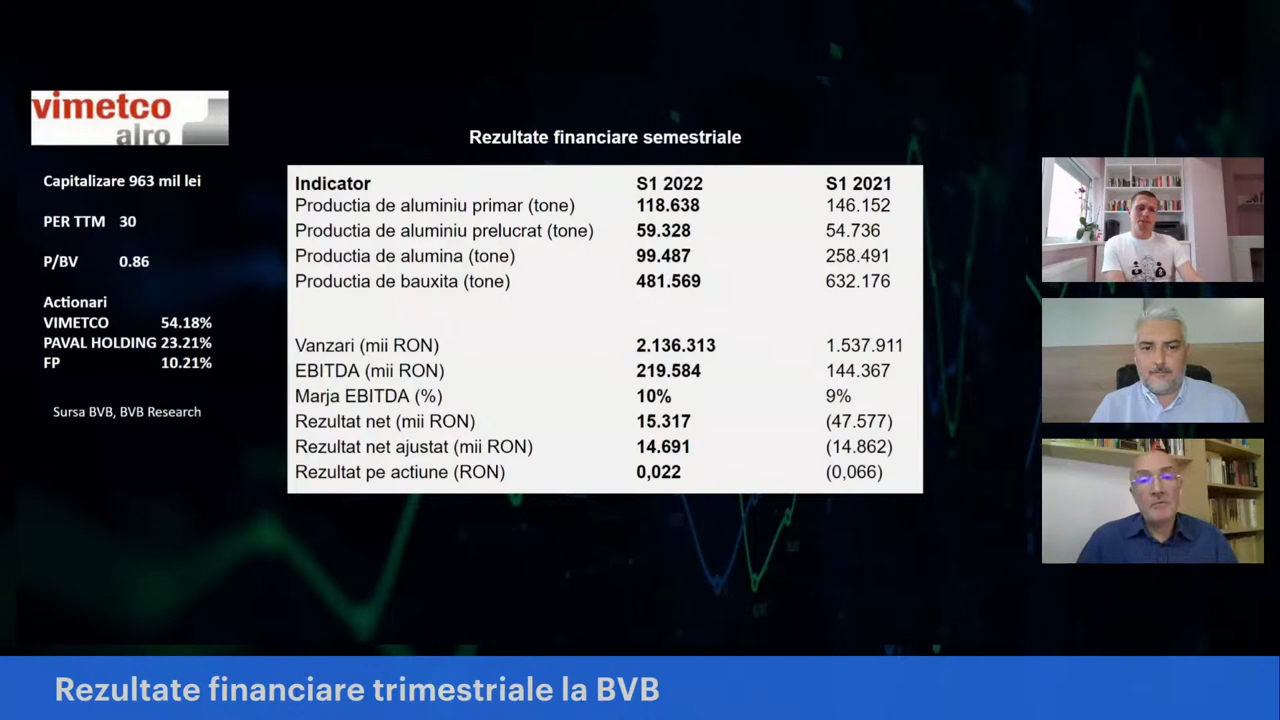 vimetco
alro
Capitalizare 963 mil lei
PER TTM 30
P/BV 0.86
Actionari
VIMETCO 54.18%
PAVAL HOLDING 23.21%
FP 10.21%
Sursa BVB, BVB Research
Rezultate financiare semestriale
Indicator S1 2022 S1 2021
Productia de aluminiu primar (tone) 118.638 146.152
Productia de aluminiu prelucrat (tone) 59.328 54.736
Productia de alumina (tone) 99.487 258.491
Productia de bauxita (tone) 481.569 632.176
Vanzari (mii RON) 2.136.313 1.537.911
EBITDA (mii RON) 219.584 144.367
Marja EBITDA (%) 10% 9%
Rezultat net (mii RON) 15.317 (47.577)
Rezultat net ajustat (mii RON) 14.691 (14.862)
Rezultat pe actiune (RON) 0,022 (0,066)
Rezultate financiare trimestriale la BVB